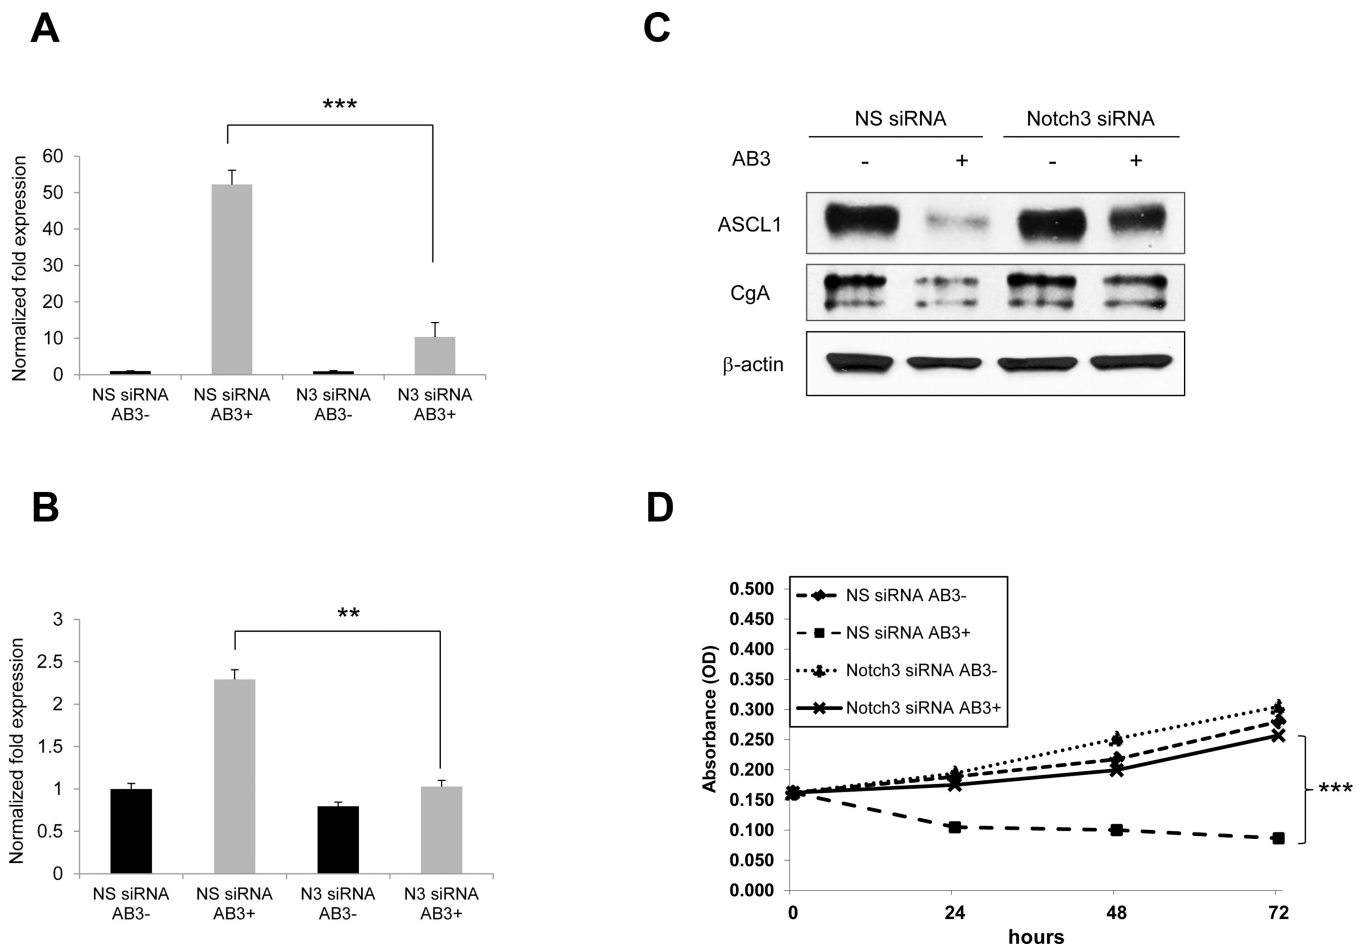 A
***
Normalized fold expression
60
50
40
30
20
10
0
NS siRNA AB3-
NS siRNA AB3+
N3 siRNA AB3-
N3 siRNA AB3+
B
**
Normalized fold expression
3
2.5
2
1.5
1
0.5
0
NS siRNA AB3-
NS siRNA AB3+
N3 siRNA AB3-
N3 siRNA AB3+
C
NS siRNA
Notch3 siRNA
AB3 - + - +
ASCL1
CgA
β-actin
D
NS siRNA AB3-
NS siRNA AB3+
Notch3 siRNA AB3-
Notch3 siRNA AB3+
Absorbance (OD)
0.500
0.450
0.400
0.350
0.300
0.250
0.200
0.150
0.100
0.050
0.000
***
0 24 48 72
hours